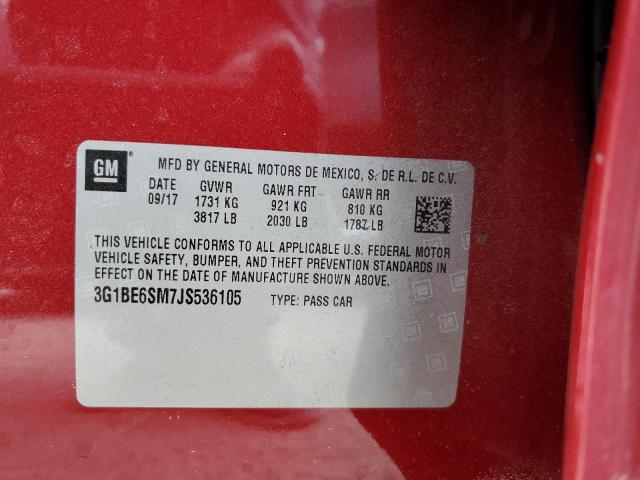 GM
MFD BY GENERAL MOTORS DE MEXICO, S. DE R.L. DE C.V.
DATE GVWR GAWR FRT GAWR RR
09/17 1731 KG 921 KG 810 KG
3817 LB 2030 LB 1787 LB
THIS VEHICLE CONFORMS TO ALL APPLICABLE U.S. FEDERAL MOTOR
VEHICLE SAFETY, BUMPER, AND THEFT PREVENTION STANDARDS IN
EFFECT ON THE DATE OF MANUFACTURE SHOWN ABOVE.
3G1BE6SM7JS536105 TYPE: PASS CAR